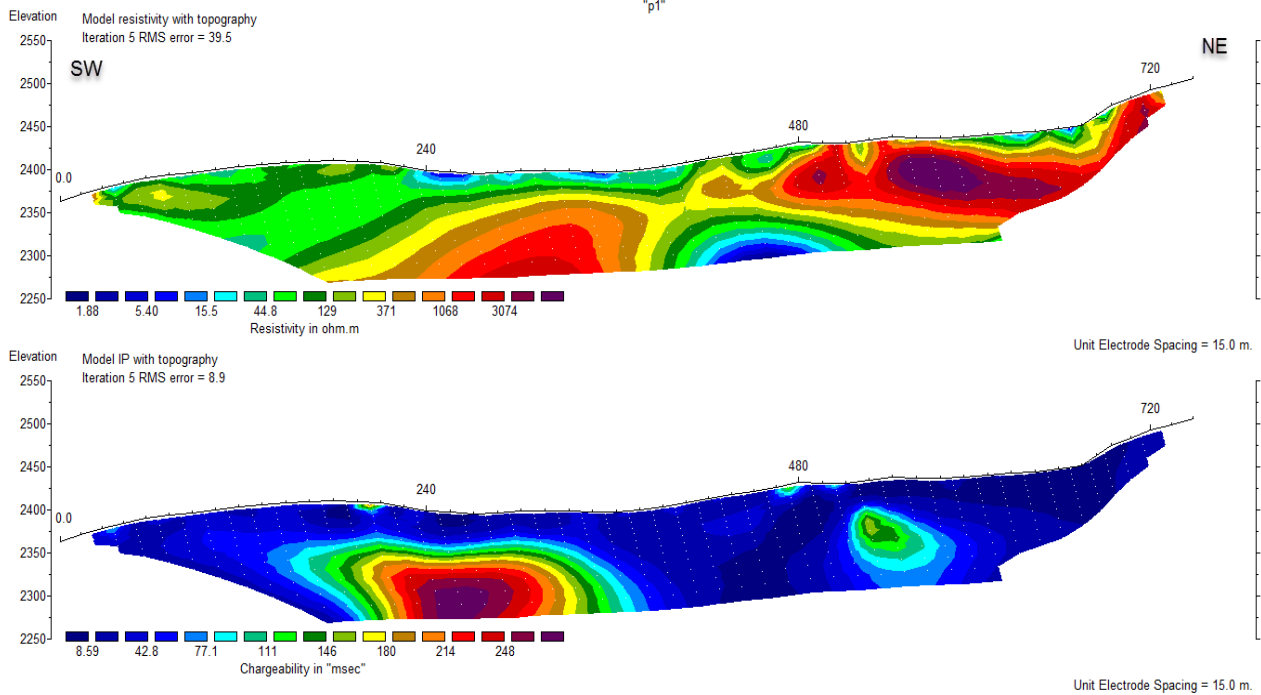 "p1"
Elevation
Model resistivity with topography
Iteration 5 RMS error = 39.5
2550
SW
NE
2500
720
2450
480
240
2400
0.0
2350
2300
2250
1.88 5.40 15.5 44.8 129 371 1068 3074
Resistivity in ohm.m
Unit Electrode Spacing = 15.0 m.
Elevation
Model IP with topography
Iteration 5 RMS error = 8.9
2550
2500
720
2450
480
240
2400
0.0
2350
2300
2250
8.59 42.8 77.1 111 146 180 214 248
Chargeability in "msec"
Unit Electrode Spacing = 15.0 m.